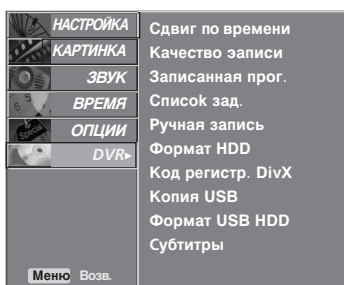 НАСТРОЙКА
КАРТИНКА
ЗВУК
ВРЕМЯ
ОПЦИИ
DVR►
Меню Возв.
Сдвиг по времени
Качество эаписи
Записанная прог.
Список зад.
Ручная запись
Формат HDD
Код регистр. DivX
Копия USB
Формат USB HDD
Субтитры